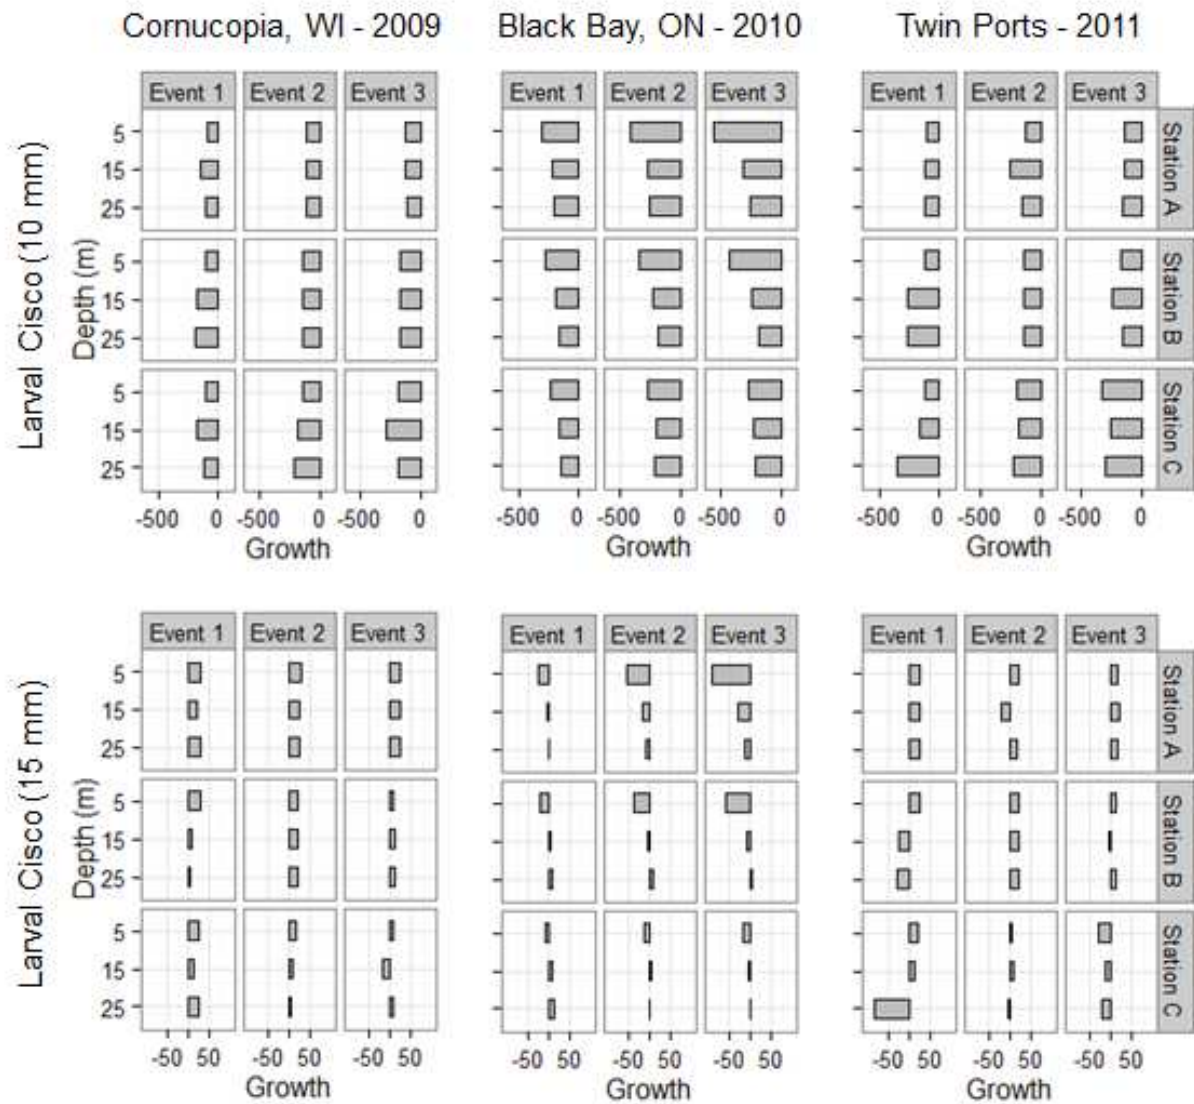 Cornucopia, WI - 2009 Black Bay, ON - 2010 Twin Ports - 2011
Larval Cisco (10 mm)
Depth (m)
Event 1 Event 2 Event 3 Event 1 Event 2 Event 3 Event 1 Event 2 Event 3
5
15
25
Station A
5
15
25
Station B
5
15
25
Station C
-500 0 -500 0 -500 0 -500 0 -500 0 -500 0 -500 0 -500 0 -500 0
Growth Growth Growth
Larval Cisco (15 mm)
Depth (m)
Event 1 Event 2 Event 3 Event 1 Event 2 Event 3 Event 1 Event 2 Event 3
5
15
25
Station A
5
15
25
Station B
5
15
25
Station C
-50 50 -50 50 -50 50 -50 50 -50 50 -50 50 -50 50 -50 50 -50 50
Growth Growth Growth